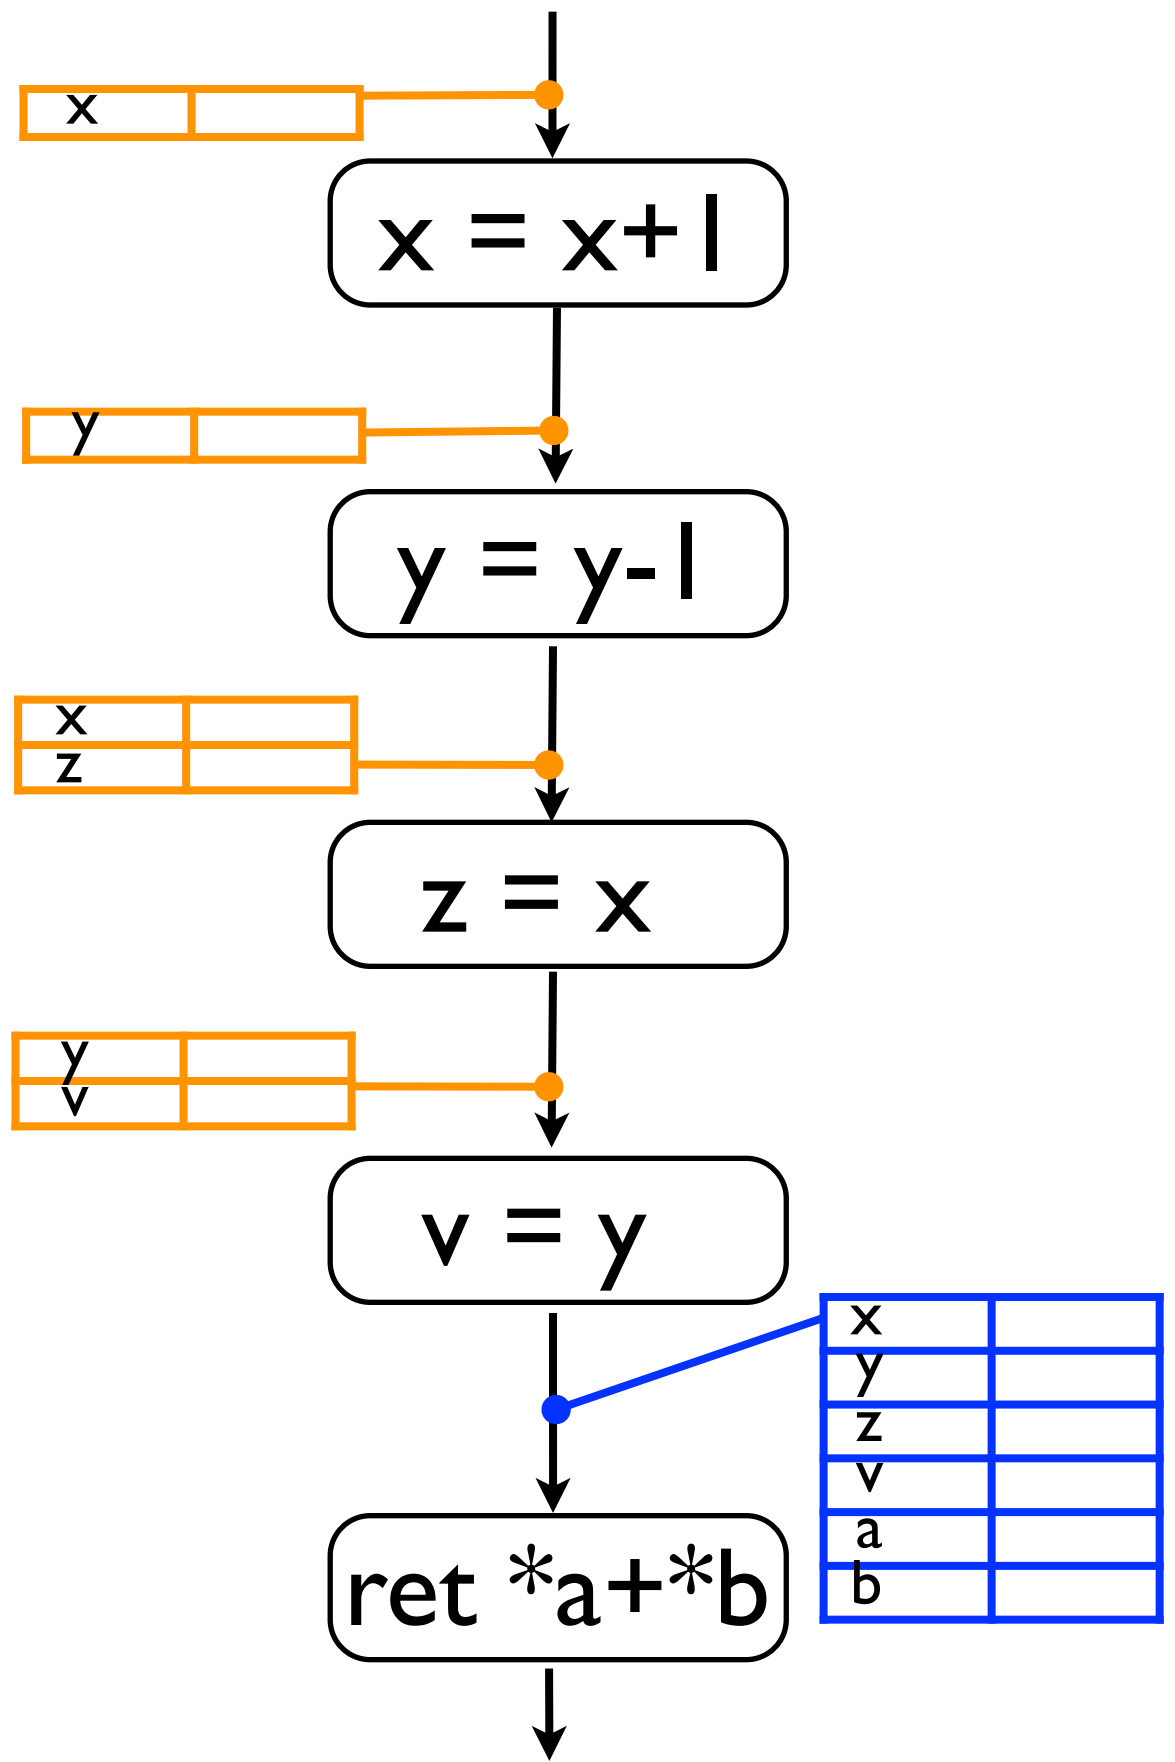 x
x = x+1
y
y = y-1
x
z
z = x
y
v
v = y
x
y
z
v
a
b
ret *a+*b